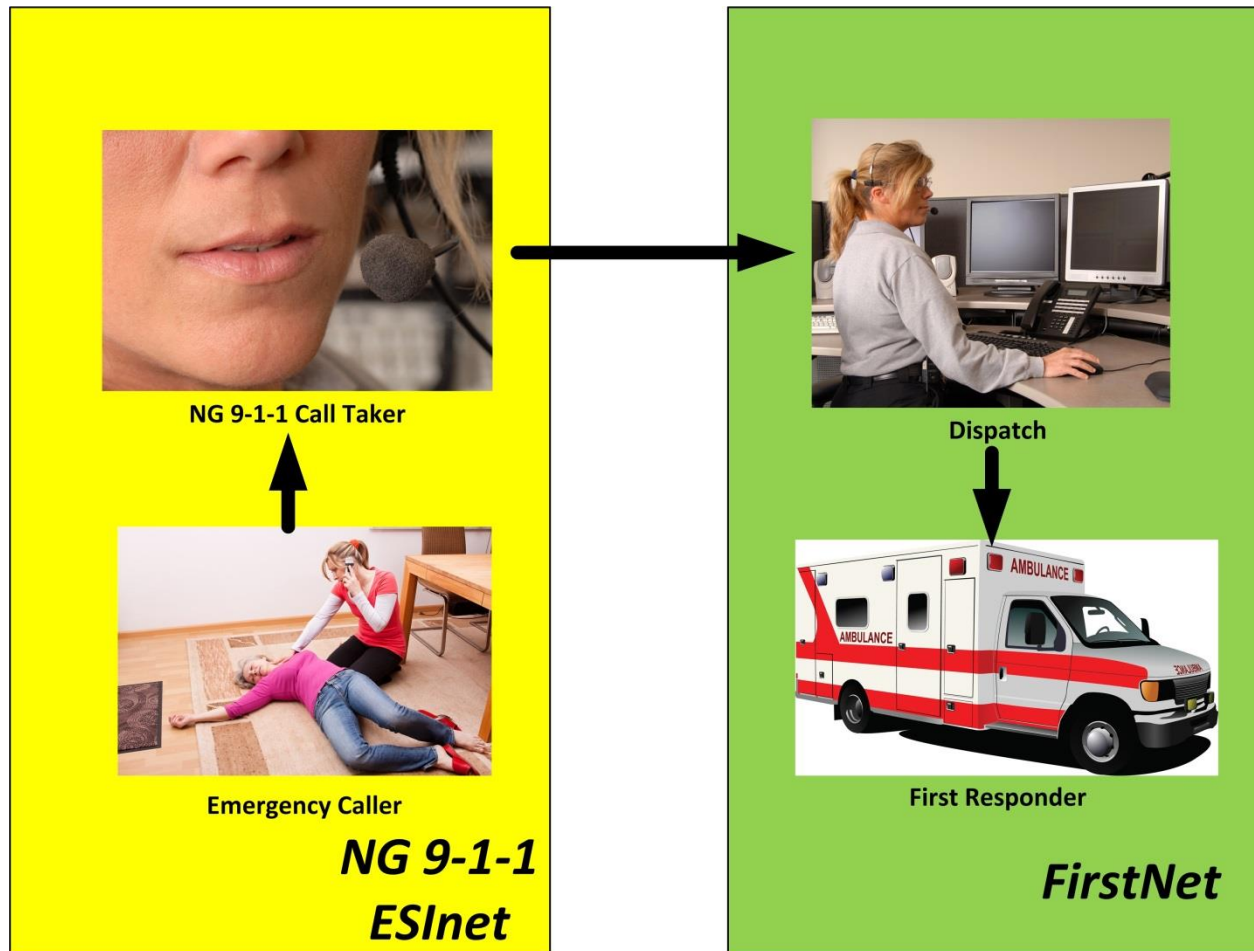 NG 9-1-1 Call Taker
Emergency Caller
NG 9-1-1
ESInet
Dispatch
AMBULANCE
AMBULANCE
AMBULANCE
First Responder
FirstNet